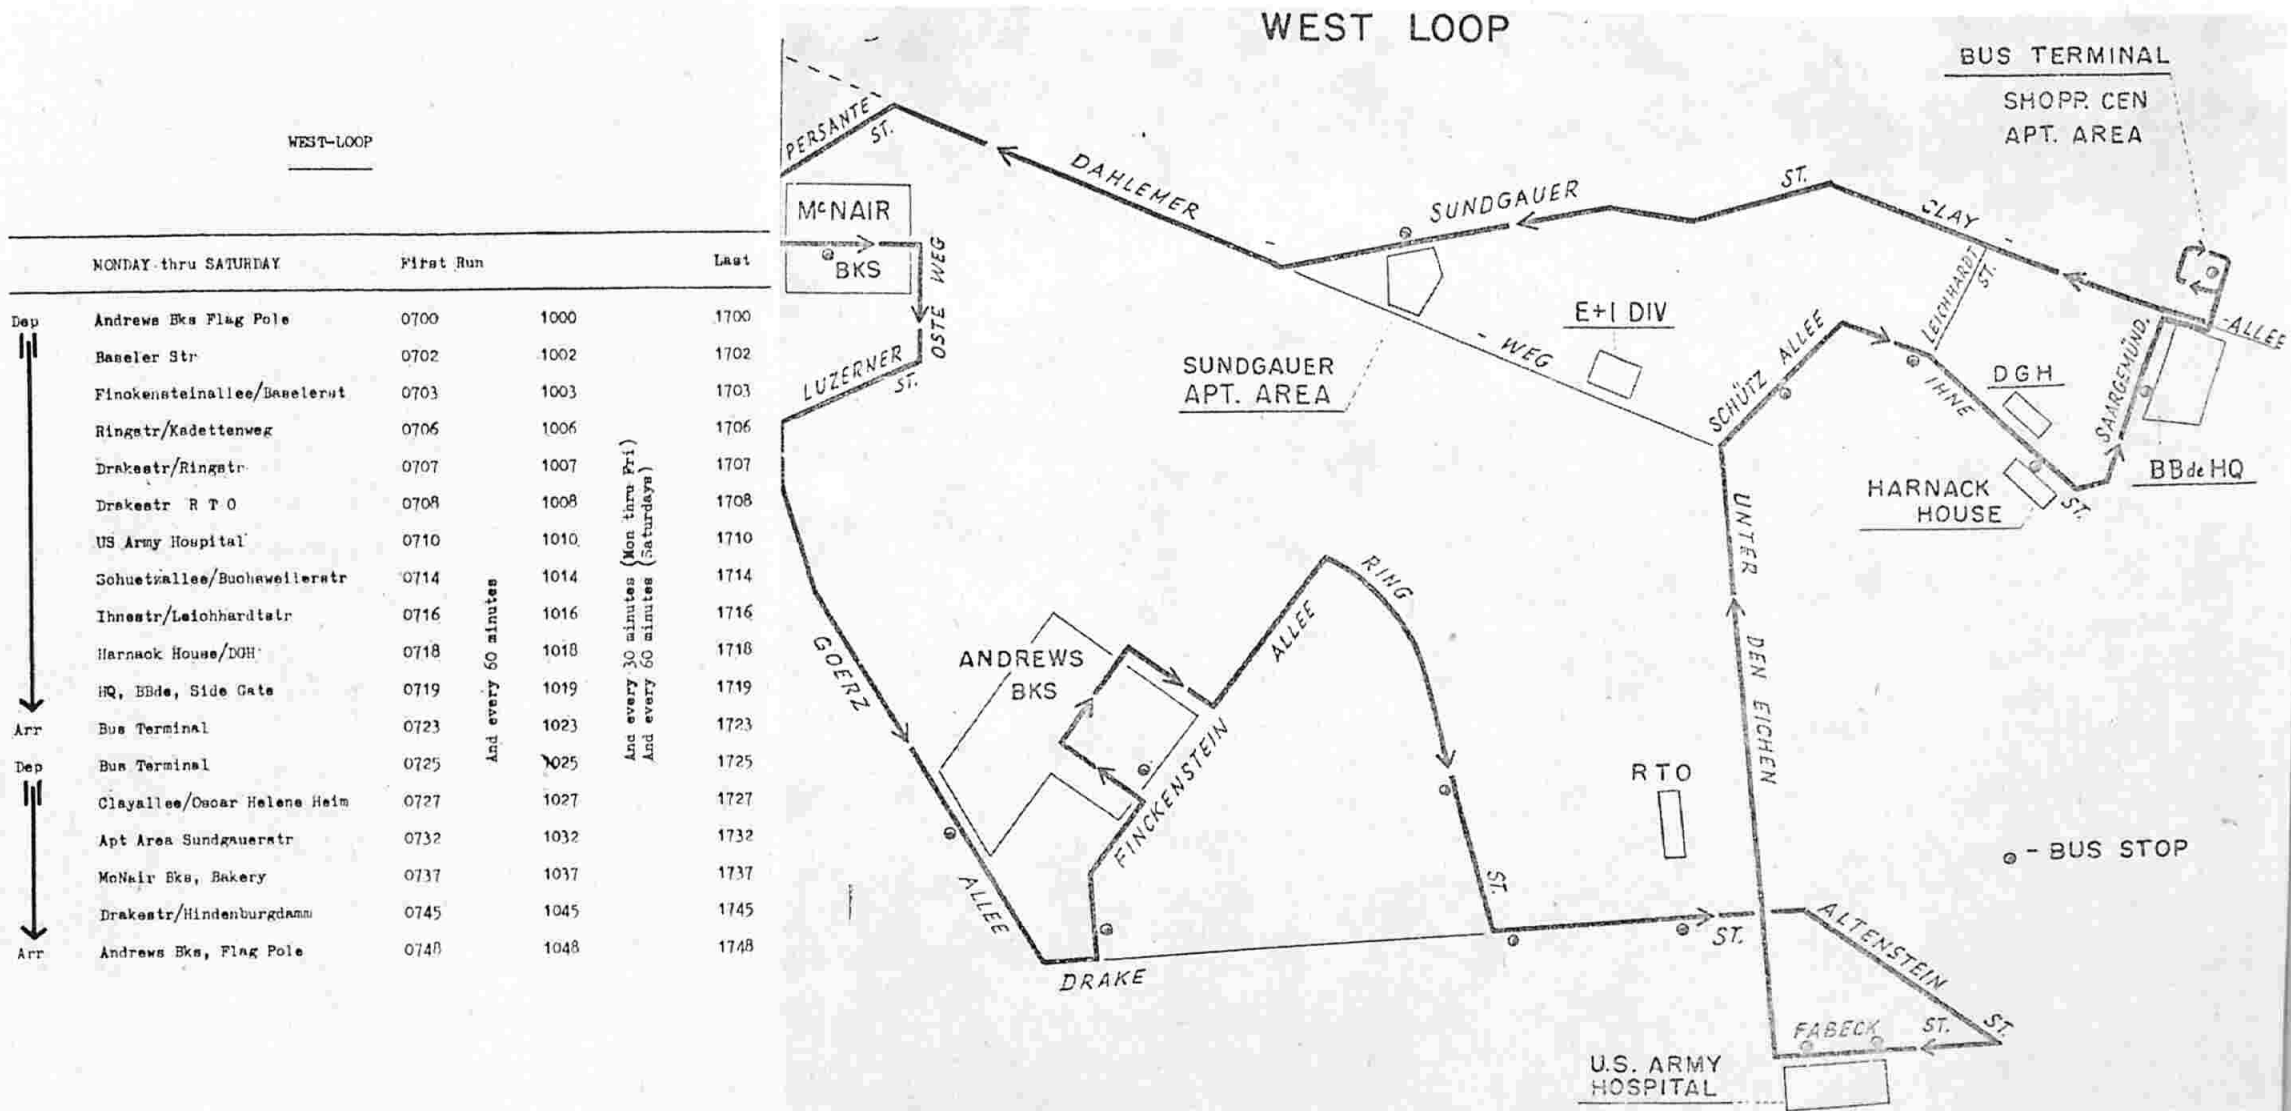 WEST-LOOP
MONDAY thru SATURDAY First Run Last
Dep Andrews Bks Flag Pole 0700 1000 1700
Baseler Str 0702 1002 1702
Finokensteinallee/Baselerst 0703 1003 1703
Ringstr/Kadettenweg 0706 1006 1706
Drakestr/Ringstr 0707 1007 1707
Drakestr R T O 0708 1008 1708
US Army Hospital 0710 1010 1710
Schuetzallee/Buchsweilerstr 0714 1014 1714
Ihnestr/Leichhardtstr 0716 1016 1716
Harnack House/DGH 0718 1018 1718
HQ, BBde, Side Gate 0719 1019 1719
Arr Bus Terminal 0723 1023 1723
Dep Bus Terminal 0725 1025 1725
Clayallee/Oscar Helene Heim 0727 1027 1727
Apt Area Sundgauerstr 0732 1032 1732
McNair Bks, Bakery 0737 1037 1737
Drakestr/Hindenburgdamm 0745 1045 1745
Arr Andrews Bks, Flag Pole 0748 1048 1748
And every 60 minutes
And every 30 minutes (Mon thru Fri)
And every 60 minutes (Saturdays)
WEST LOOP
BUS TERMINAL
SHOPP. CEN
APT. AREA
PERSANTE
ST.
McNAIR
BKS
OSTE WEG
LUZERNER
ST.
DAHLEMER
-
- WEG
SUNDGAUER
ST.
CLAY
-
-ALLEE
LEICHHARDT
ST.
SUNDGAUER
APT. AREA
E+I DIV
SCHÜTZ ALLEE
IHNE
ST.
DGH
SAARGEMÜND.
BBde HQ
HARNACK
HOUSE
UNTER DEN EICHEN
GOERZ
ALLEE
ANDREWS
BKS
FINCKENSTEIN
ALLEE
RING
ST.
RTO
- BUS STOP
DRAKE
ST.
ALTENSTEIN
ST.
FABECK ST.
U.S. ARMY
HOSPITAL